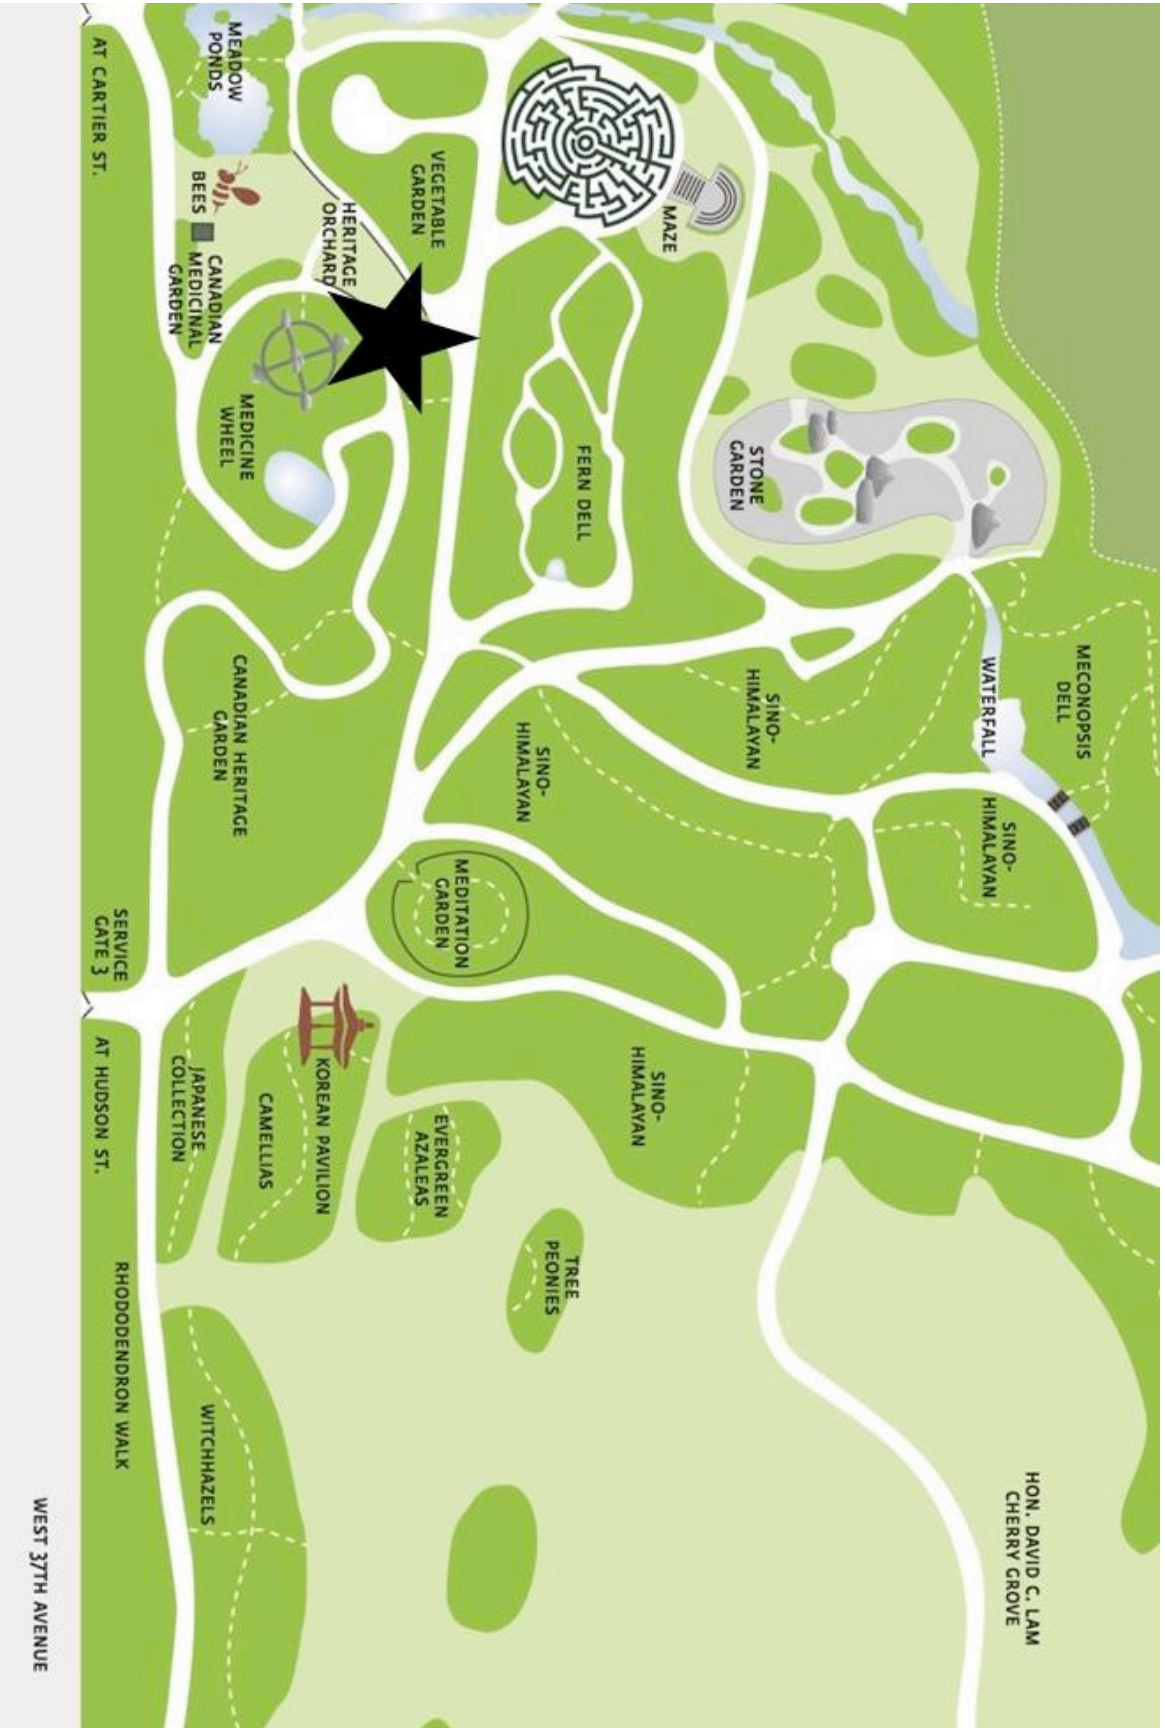 MEADOW
PONDS
AT CARTIER ST.
BEES
CANADIAN
MEDICINAL
GARDEN
HERITAGE
ORCHARD
VEGETABLE
GARDEN
MAZE
MEDICINE
WHEEL
FERN DELL
STONE
GARDEN
CANADIAN HERITAGE
GARDEN
SINO-
HIMALAYAN
SINO-
HIMALAYAN
WATERFALL
MECONOPSIS
DELL
SINO-
HIMALAYAN
MEDITATION
GARDEN
SERVICE
GATE 3
AT HUDSON ST.
JAPANESE
COLLECTION
KOREAN PAVILION
CAMELLIAS
EVERGREEN
AZALEAS
SINO-
HIMALAYAN
TREE
PEONIES
RHODODENDRON WALK
WITCHHAZELS
HON. DAVID C. LAM
CHERRY GROVE
WEST 37TH AVENUE